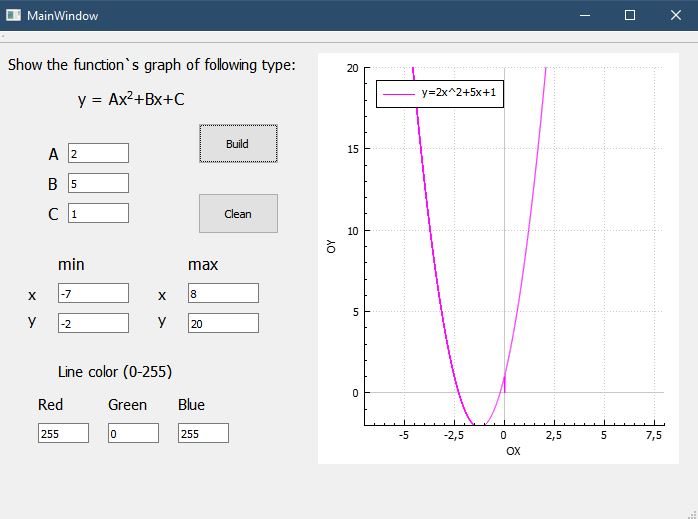 MainWindow
Show the function`s graph of following type:
y = Ax²+Bx+C
A 2
B 5
C 1
Build
Clean
min max
x -7 x 8
y -2 y 20
Line color (0-255)
Red Green Blue
255 0 255
y=2x^2+5x+1
OY
20
15
10
5
0
-5 -2,5 0 2,5 5 7,5
OX